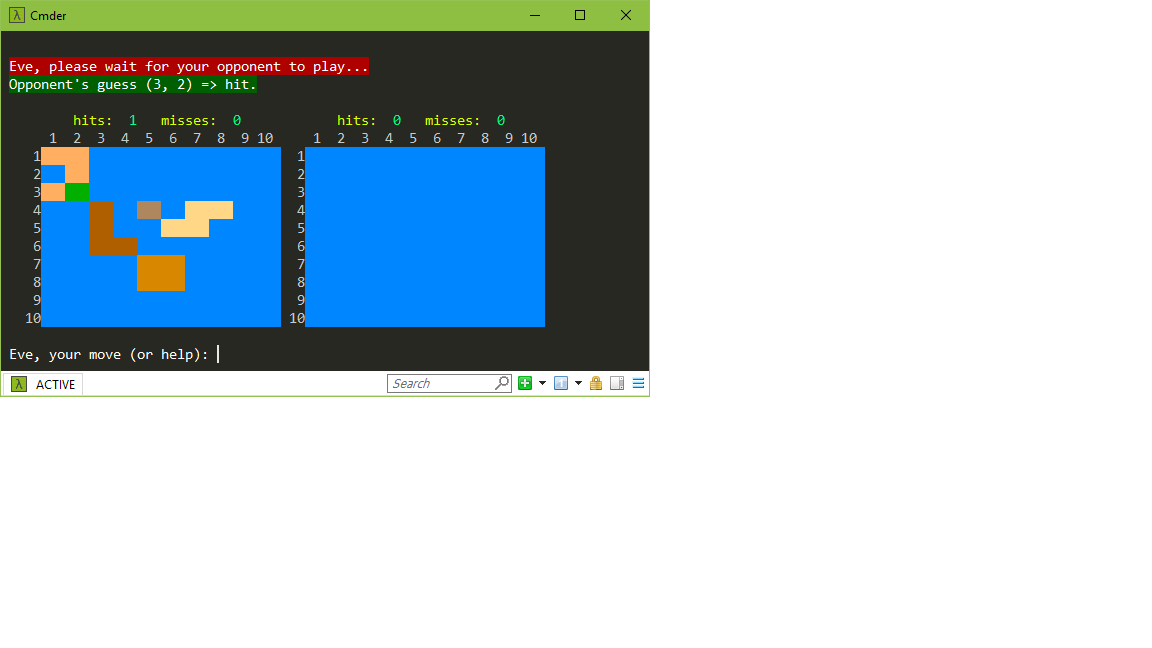 λ Cmder
Eve, please wait for your opponent to play...
Opponent's guess (3, 2) => hit.
hits: 1 misses: 0 hits: 0 misses: 0
1 2 3 4 5 6 7 8 9 10 1 2 3 4 5 6 7 8 9 10
1 1
2 2
3 3
4 4
5 5
6 6
7 7
8 8
9 9
10 10
Eve, your move (or help):
λ ACTIVE Search